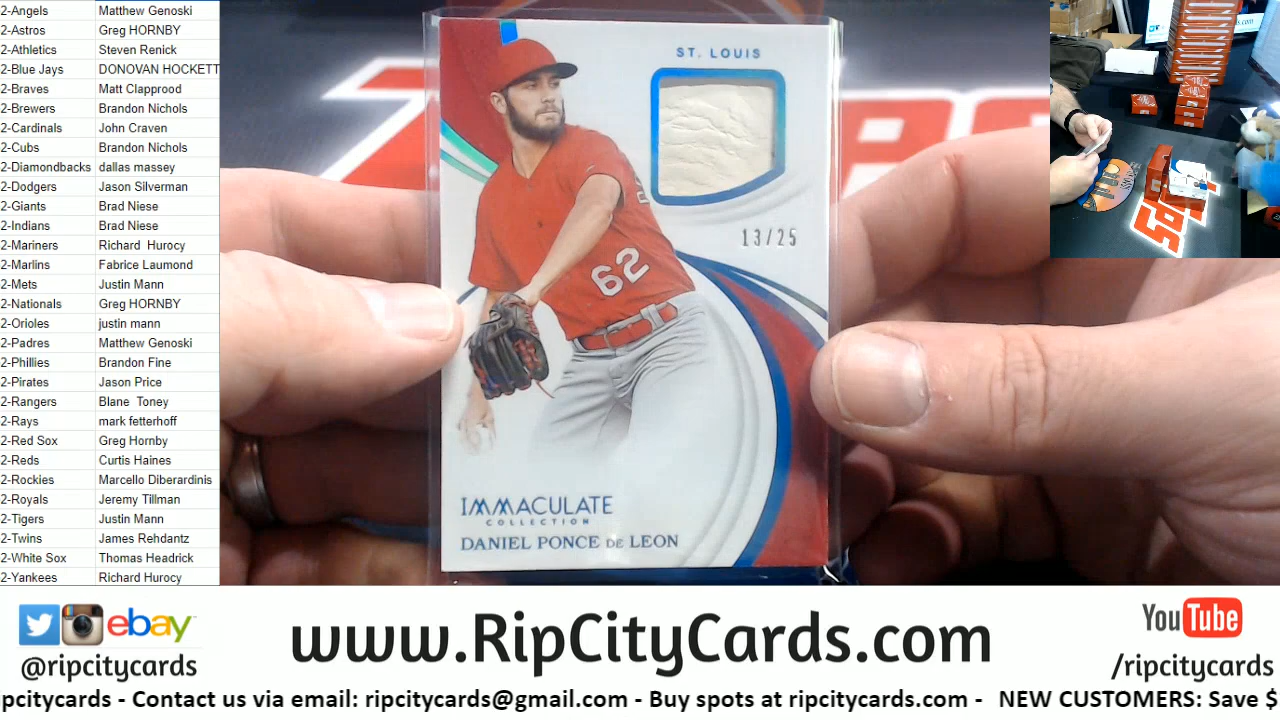 2-Angels Matthew Genoski
2-Astros Greg HORNBY
2-Athletics Steven Renick
2-Blue Jays DONOVAN HOCKETT
2-Braves Matt Clapprood
2-Brewers Brandon Nichols
2-Cardinals John Craven
2-Cubs Brandon Nichols
2-Diamondbacks dallas massey
2-Dodgers Jason Silverman
2-Giants Brad Niese
2-Indians Brad Niese
2-Mariners Richard Hurocy
2-Marlins Fabrice Laumond
2-Mets Justin Mann
2-Nationals Greg HORNBY
2-Orioles justin mann
2-Padres Matthew Genoski
2-Phillies Brandon Fine
2-Pirates Jason Price
2-Rangers Blane Toney
2-Rays mark fetterhoff
2-Red Sox Greg Hornby
2-Reds Curtis Haines
2-Rockies Marcello Diberardinis
2-Royals Jeremy Tillman
2-Tigers Justin Mann
2-Twins James Rehdantz
2-White Sox Thomas Headrick
2-Yankees Richard Hurocy
ST. LOUIS
13/25
62
IMMACULATE
COLLECTION
DANIEL PONCE DE LEON
ebay
@ripcitycards
www.RipCityCards.com
YouTube
/ripcitycards
pcitycards - Contact us via email: ripcitycards@gmail.com - Buy spots at ripcitycards.com - NEW CUSTOMERS: Save $